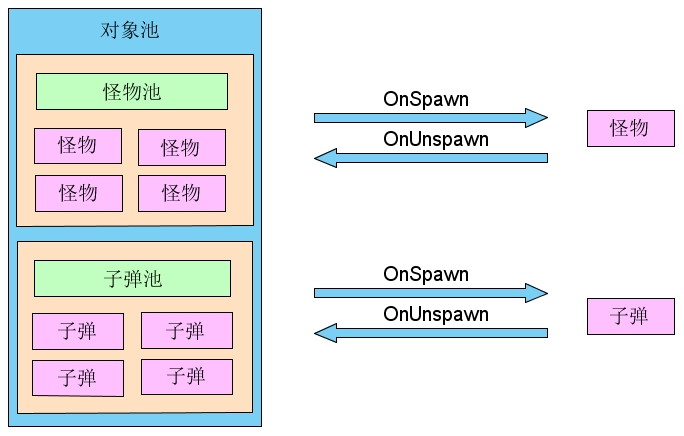 对象池
怪物池
怪物 怪物
怪物 怪物
OnSpawn
OnUnspawn
怪物
子弹池
子弹 子弹
子弹 子弹
OnSpawn
OnUnspawn
子弹